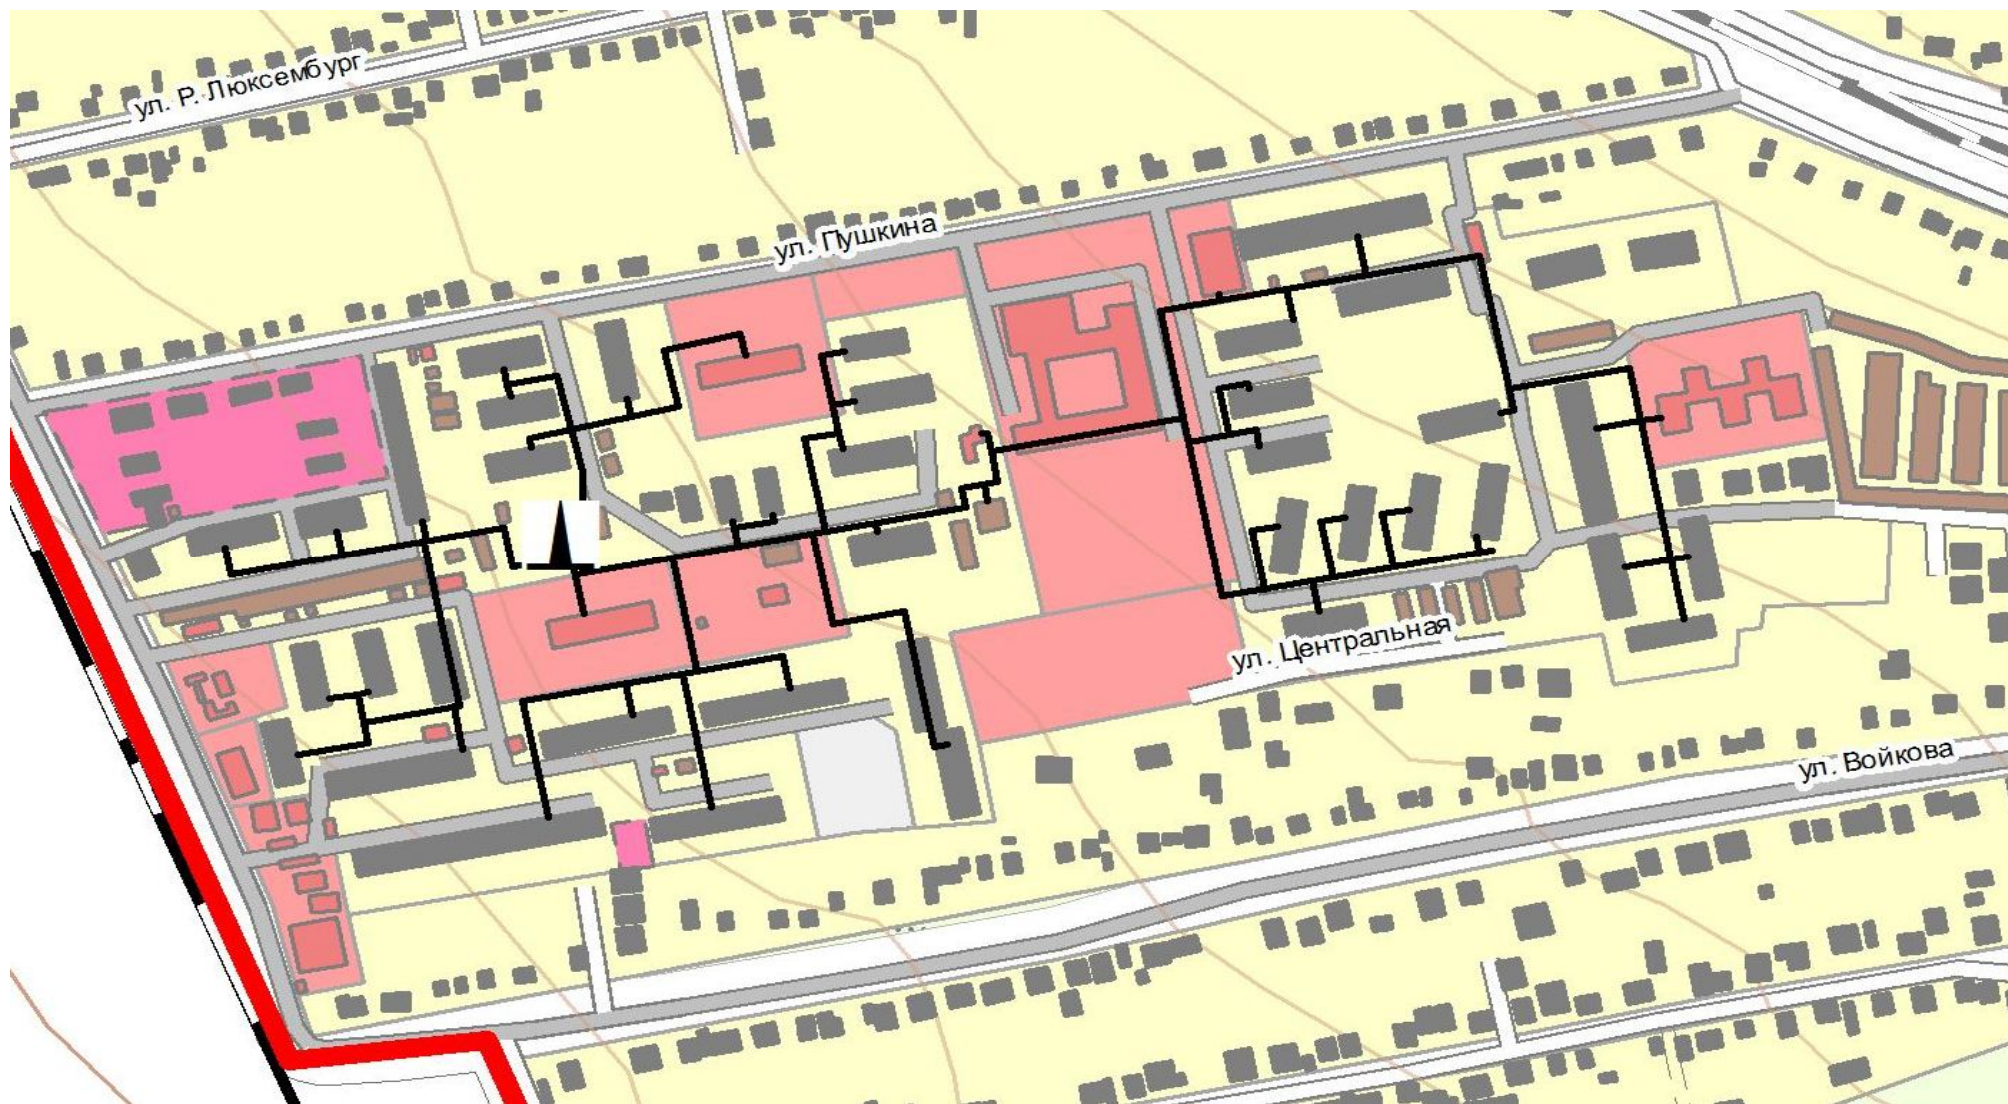 ул. Р. Люксембург
ул. Пушкина
ул. Центральная
ул. Войкова